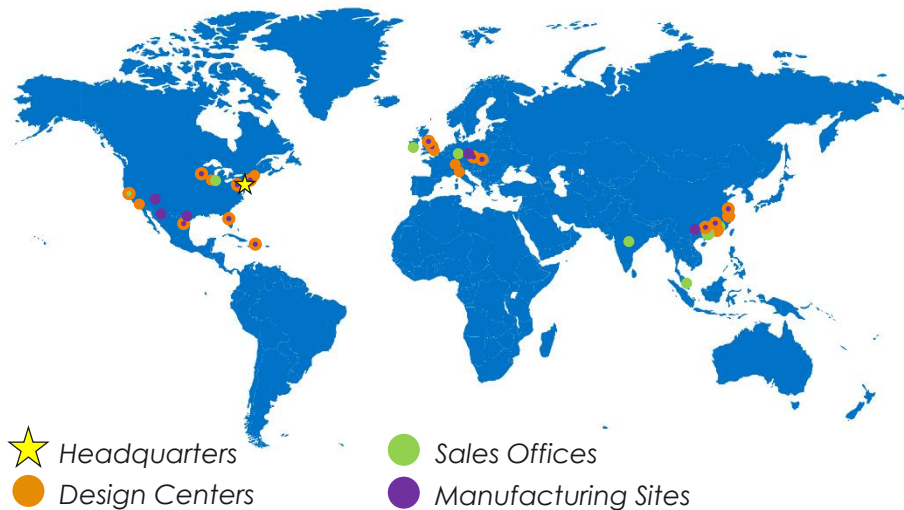 Headquarters
Sales Offices
Design Centers
Manufacturing Sites